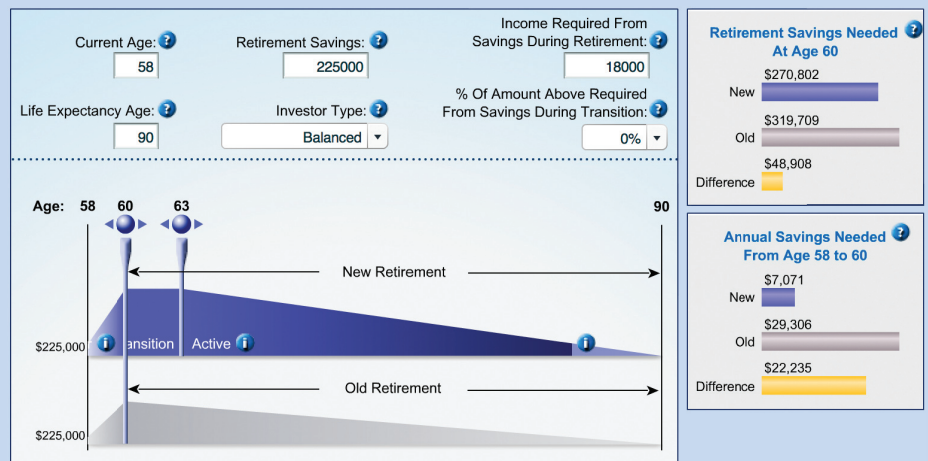 Current Age: ?
58
Retirement Savings: ?
225000
Income Required From
Savings During Retirement: ?
18000
Life Expectancy Age: ?
90
Investor Type: ?
Balanced
% Of Amount Above Required
From Savings During Transition: ?
0%
Age: 58 60 63 90
New Retirement
$225,000 i ansition Active i i
Old Retirement
$225,000
Retirement Savings Needed ?
At Age 60
$270,802
New
$319,709
Old
$48,908
Difference
Annual Savings Needed ?
From Age 58 to 60
$7,071
New
$29,306
Old
$22,235
Difference